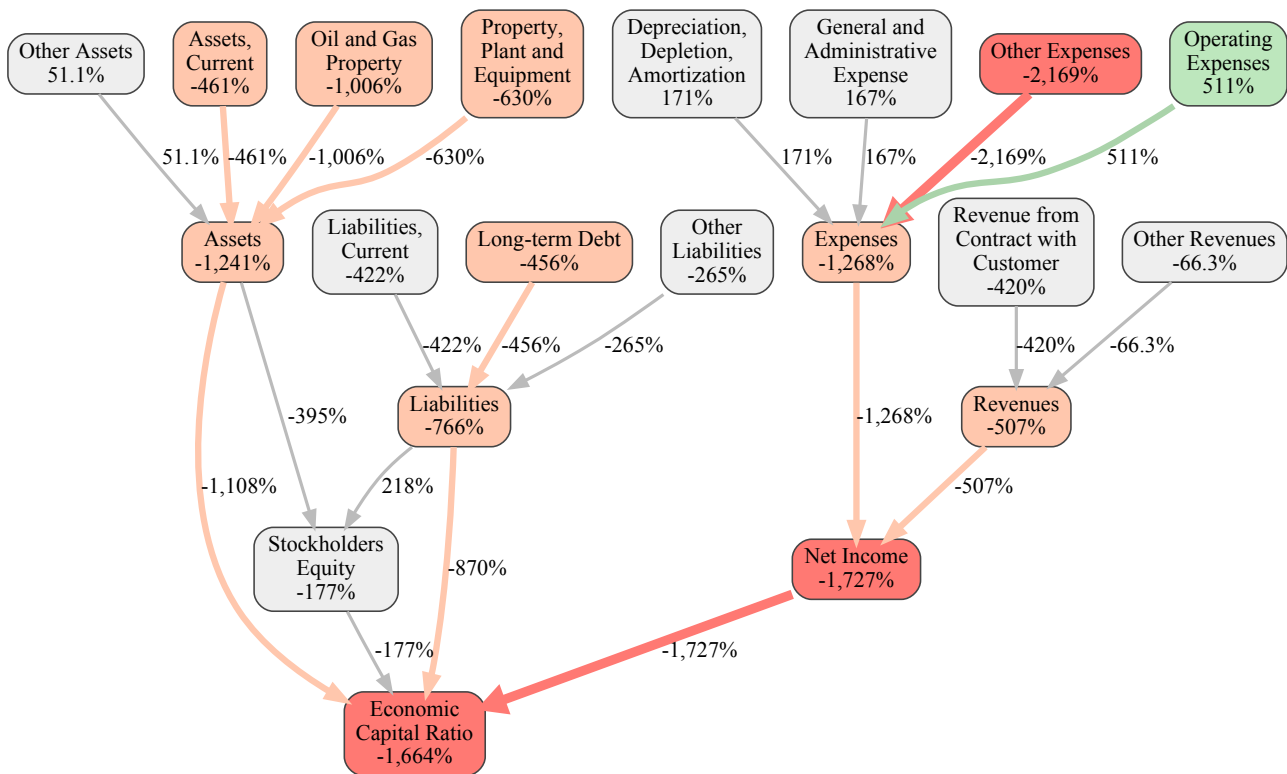 Other Assets
51.1%
Assets,
Current
-461%
Oil and Gas
Property
-1,006%
Property,
Plant and
Equipment
-630%
Depreciation,
Depletion,
Amortization
171%
General and
Administrative
Expense
167%
Other Expenses
-2,169%
Operating
Expenses
511%
51.1%
-461%
-1,006%
-630%
171%
167%
-2,169%
511%
Assets
-1,241%
Liabilities,
Current
-422%
Long-term Debt
-456%
Other
Liabilities
-265%
Expenses
-1,268%
Revenue from
Contract with
Customer
-420%
Other Revenues
-66.3%
-422%
-456%
-265%
-420%
-66.3%
-395%
Liabilities
-766%
-1,268%
Revenues
-507%
-1,108%
218%
-507%
Stockholders
Equity
-177%
-870%
Net Income
-1,727%
-177%
-1,727%
Economic
Capital Ratio
-1,664%